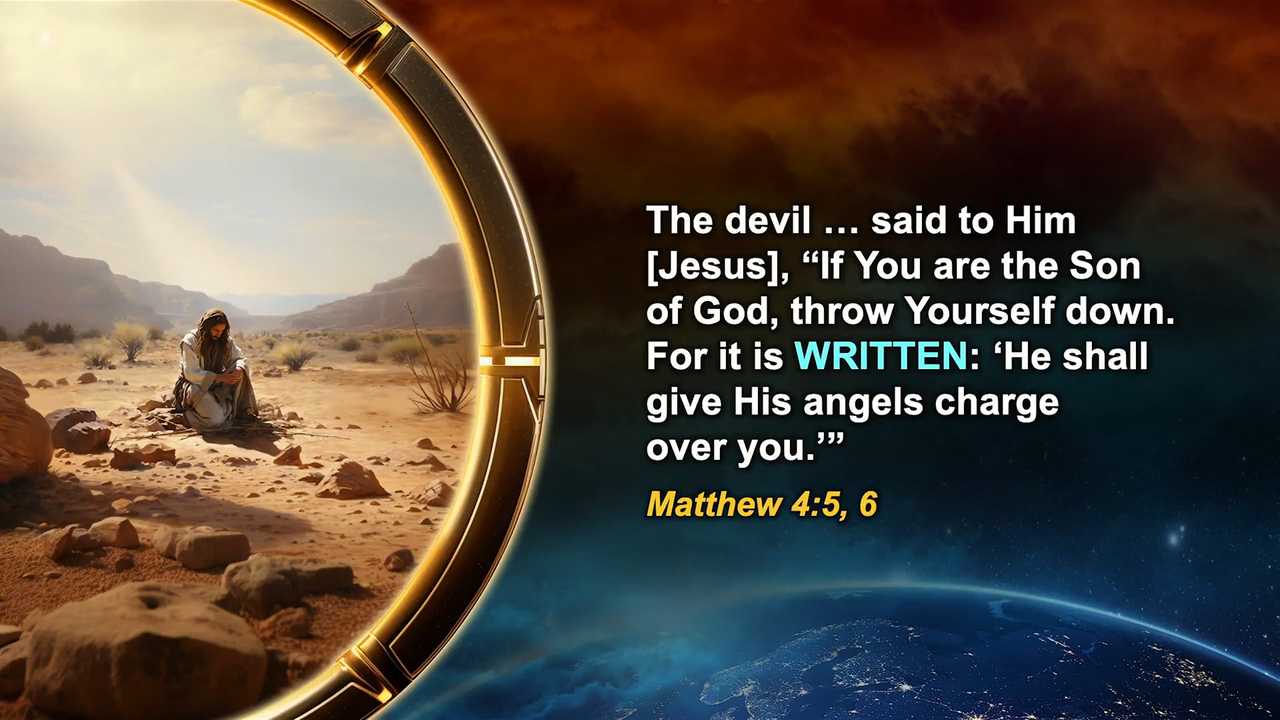 The devil … said to Him
[Jesus], “If You are the Son
of God, throw Yourself down.
For it is WRITTEN: ‘He shall
give His angels charge
over you.’”
Matthew 4:5, 6